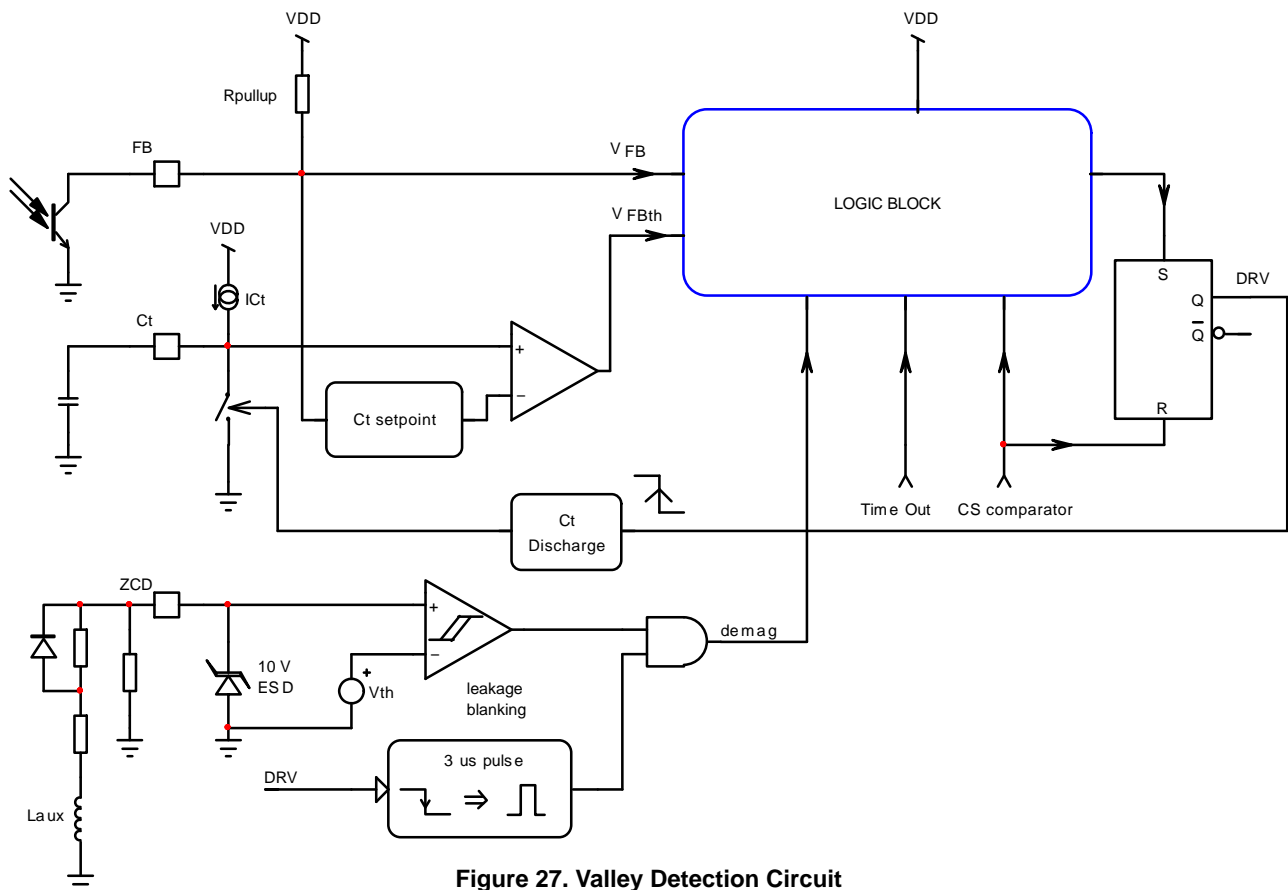 VDD
VDD
Rpullup
FB
V FB
LOGIC BLOCK
V FBth
VDD
ICt
Ct
S
DRV
Q
Q
R
+
−
Ct setpoint
Time Out
CS comparator
Ct
Discharge
ZCD
+
−
demag
10 V
ESD
+
Vth
leakage
blanking
3 us pulse
DRV
Laux
Figure 27. Valley Detection Circuit